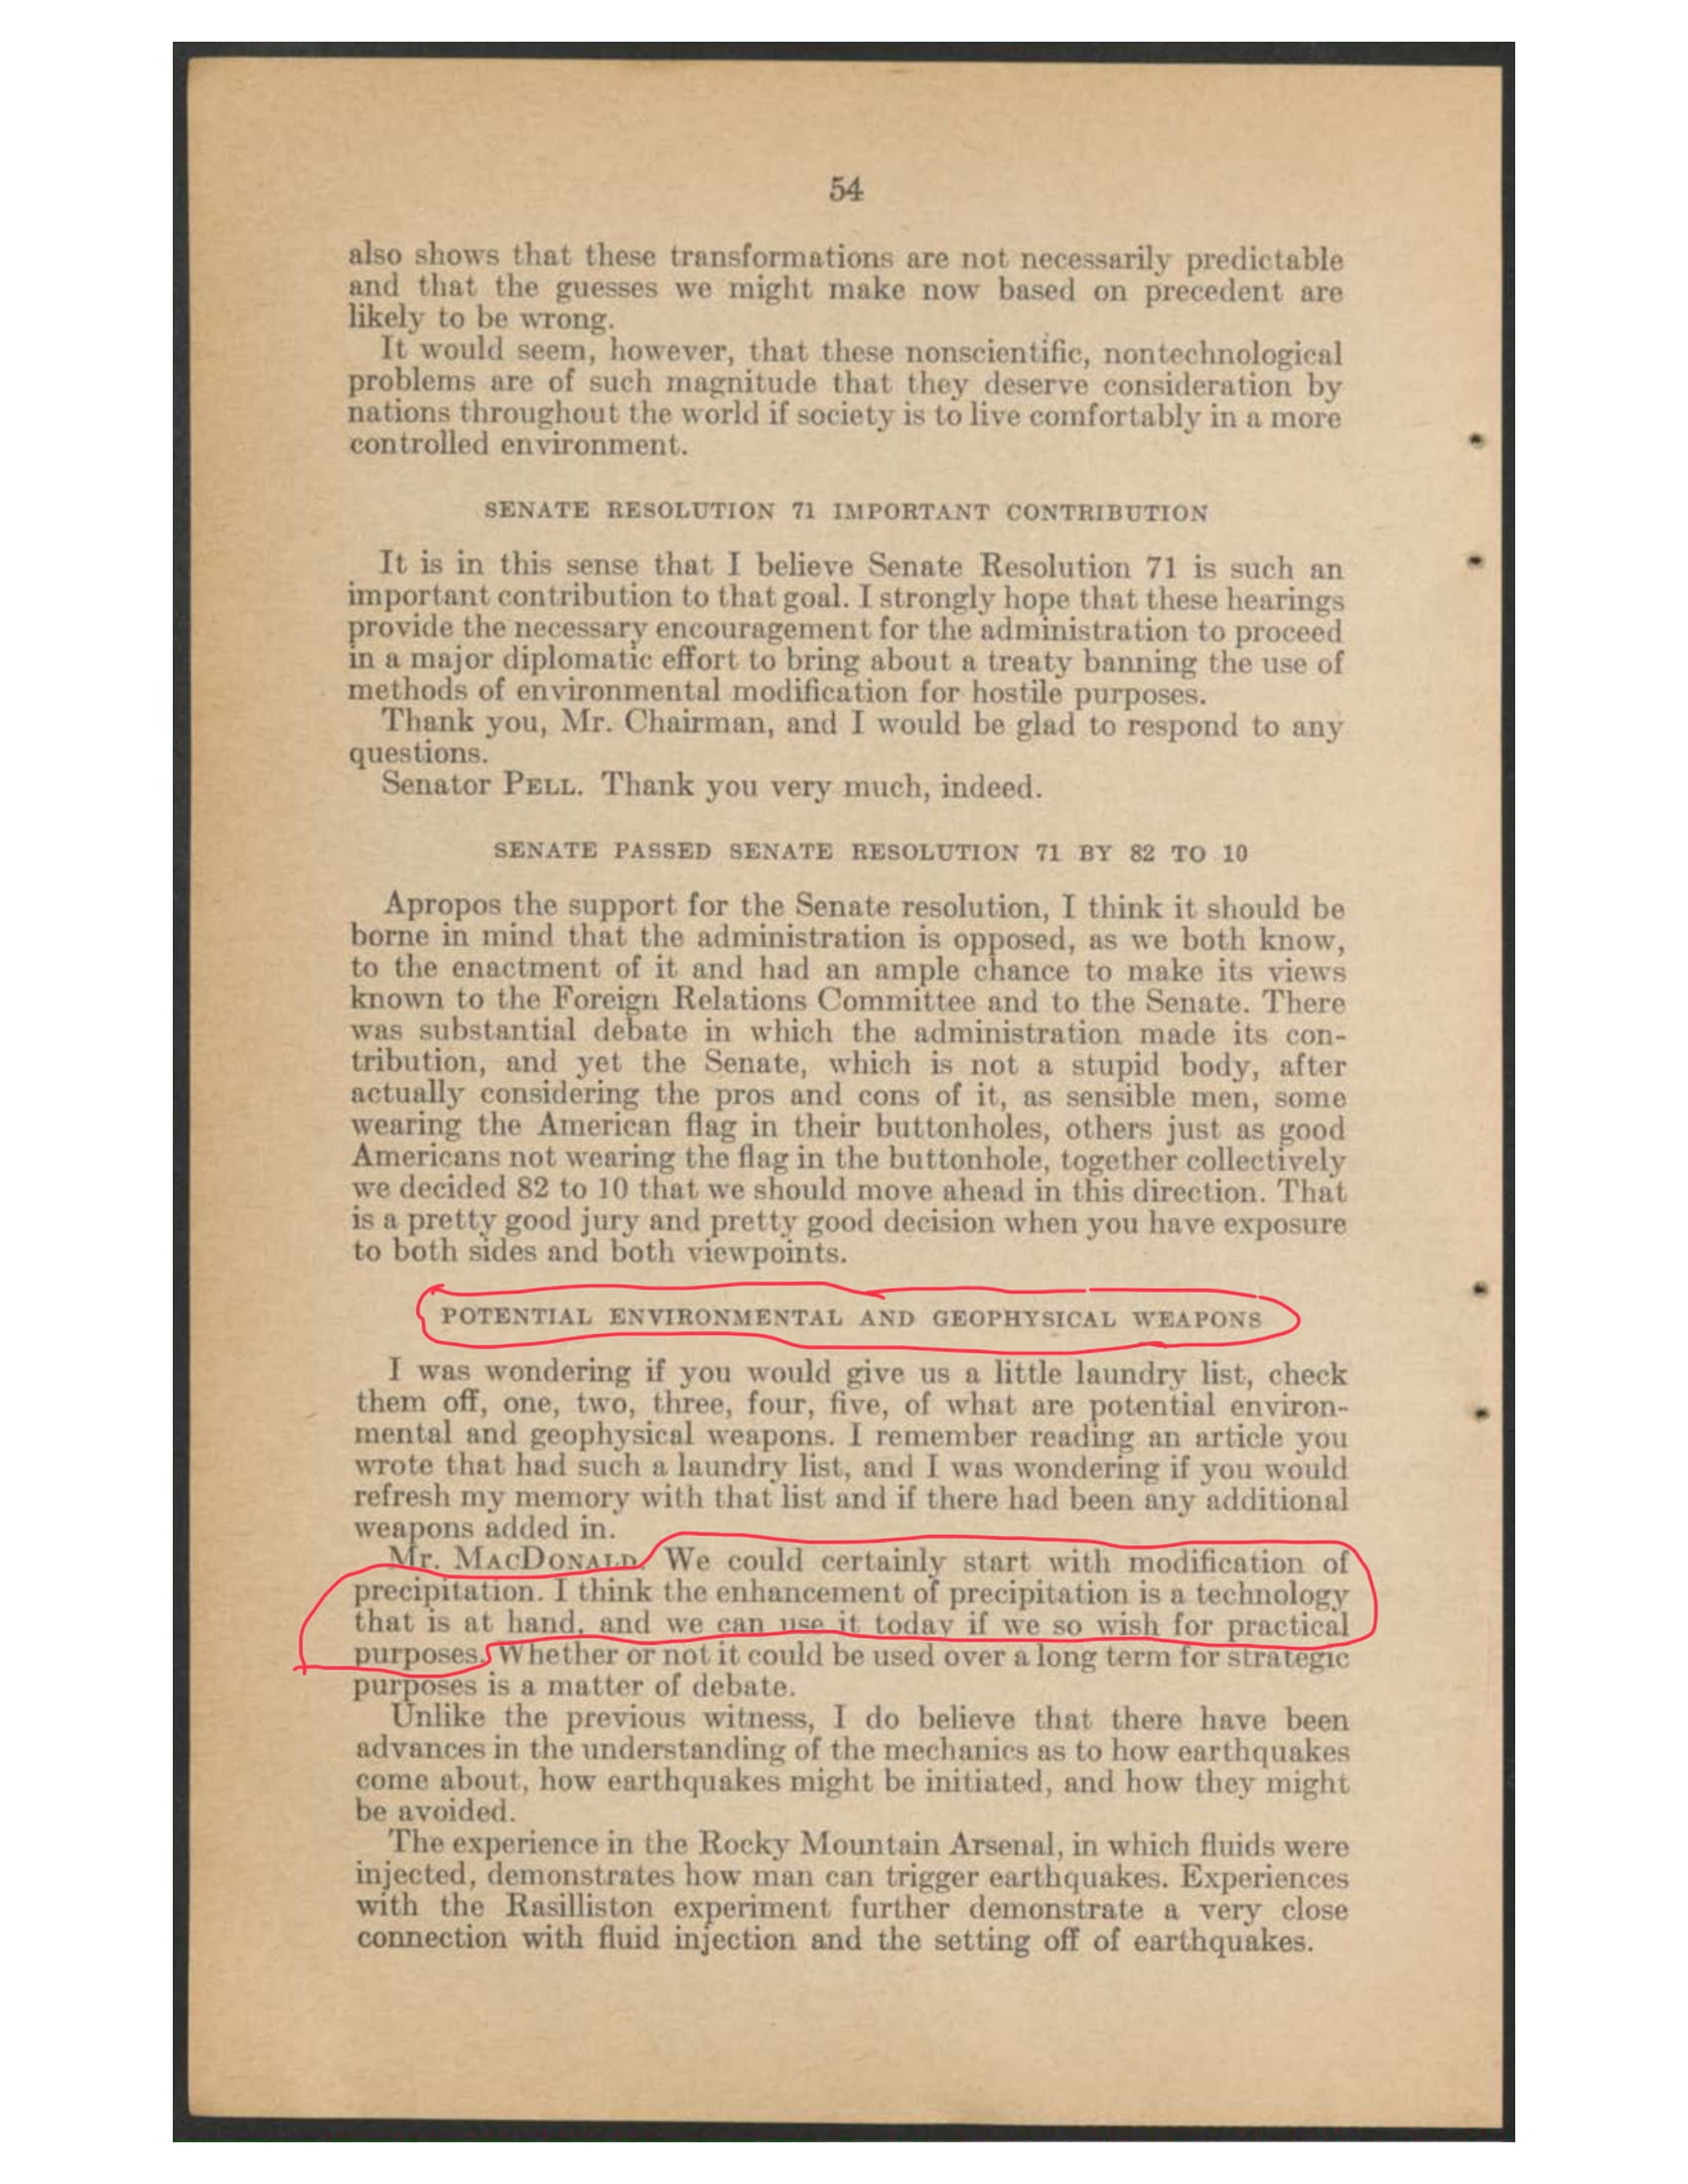 54
also shows that these transformations are not necessarily predictable
and that the guesses we might make now based on precedent are
likely to be wrong.
It would seem, however, that these nonscientific, nontechnological
problems are of such magnitude that they deserve consideration by
nations throughout the world if society is to live comfortably in a more
controlled environment.
SENATE RESOLUTION 71 IMPORTANT CONTRIBUTION
It is in this sense that I believe Senate Resolution 71 is such an
important contribution to that goal. I strongly hope that these hearings
provide the necessary encouragement for the administration to proceed
in a major diplomatic effort to bring about a treaty banning the use of
methods of environmental modification for hostile purposes.
Thank you, Mr. Chairman, and I would be glad to respond to any
questions.
Senator PELL. Thank you very much, indeed.
SENATE PASSED SENATE RESOLUTION 71 BY 82 TO 10
Apropos the support for the Senate resolution, I think it should be
borne in mind that the administration is opposed, as we both know,
to the enactment of it and had an ample chance to make its views
known to the Foreign Relations Committee and to the Senate. There
was substantial debate in which the administration made its con-
tribution, and yet the Senate, which is not a stupid body, after
actually considering the pros and cons of it, as sensible men, some
wearing the American flag in their buttonholes, others just as good
Americans not wearing the flag in the buttonhole, together collectively
we decided 82 to 10 that we should move ahead in this direction. That
is a pretty good jury and pretty good decision when you have exposure
to both sides and both viewpoints.
POTENTIAL ENVIRONMENTAL AND GEOPHYSICAL WEAPONS
I was wondering if you would give us a little laundry list, check
them off, one, two, three, four, five, of what are potential environ-
mental and geophysical weapons. I remember reading an article you
wrote that had such a laundry list, and I was wondering if you would
refresh my memory with that list and if there had been any additional
weapons added in.
Mr. MACDONALD. We could certainly start with modification of
precipitation. I think the enhancement of precipitation is a technology
that is at hand, and we can use it today if we so wish for practical
purposes. Whether or not it could be used over a long term for strategic
purposes is a matter of debate.
Unlike the previous witness, I do believe that there have been
advances in the understanding of the mechanics as to how earthquakes
come about, how earthquakes might be initiated, and how they might
be avoided.
The experience in the Rocky Mountain Arsenal, in which fluids were
injected, demonstrates how man can trigger earthquakes. Experiences
with the Rasilliston experiment further demonstrate a very close
connection with fluid injection and the setting off of earthquakes.